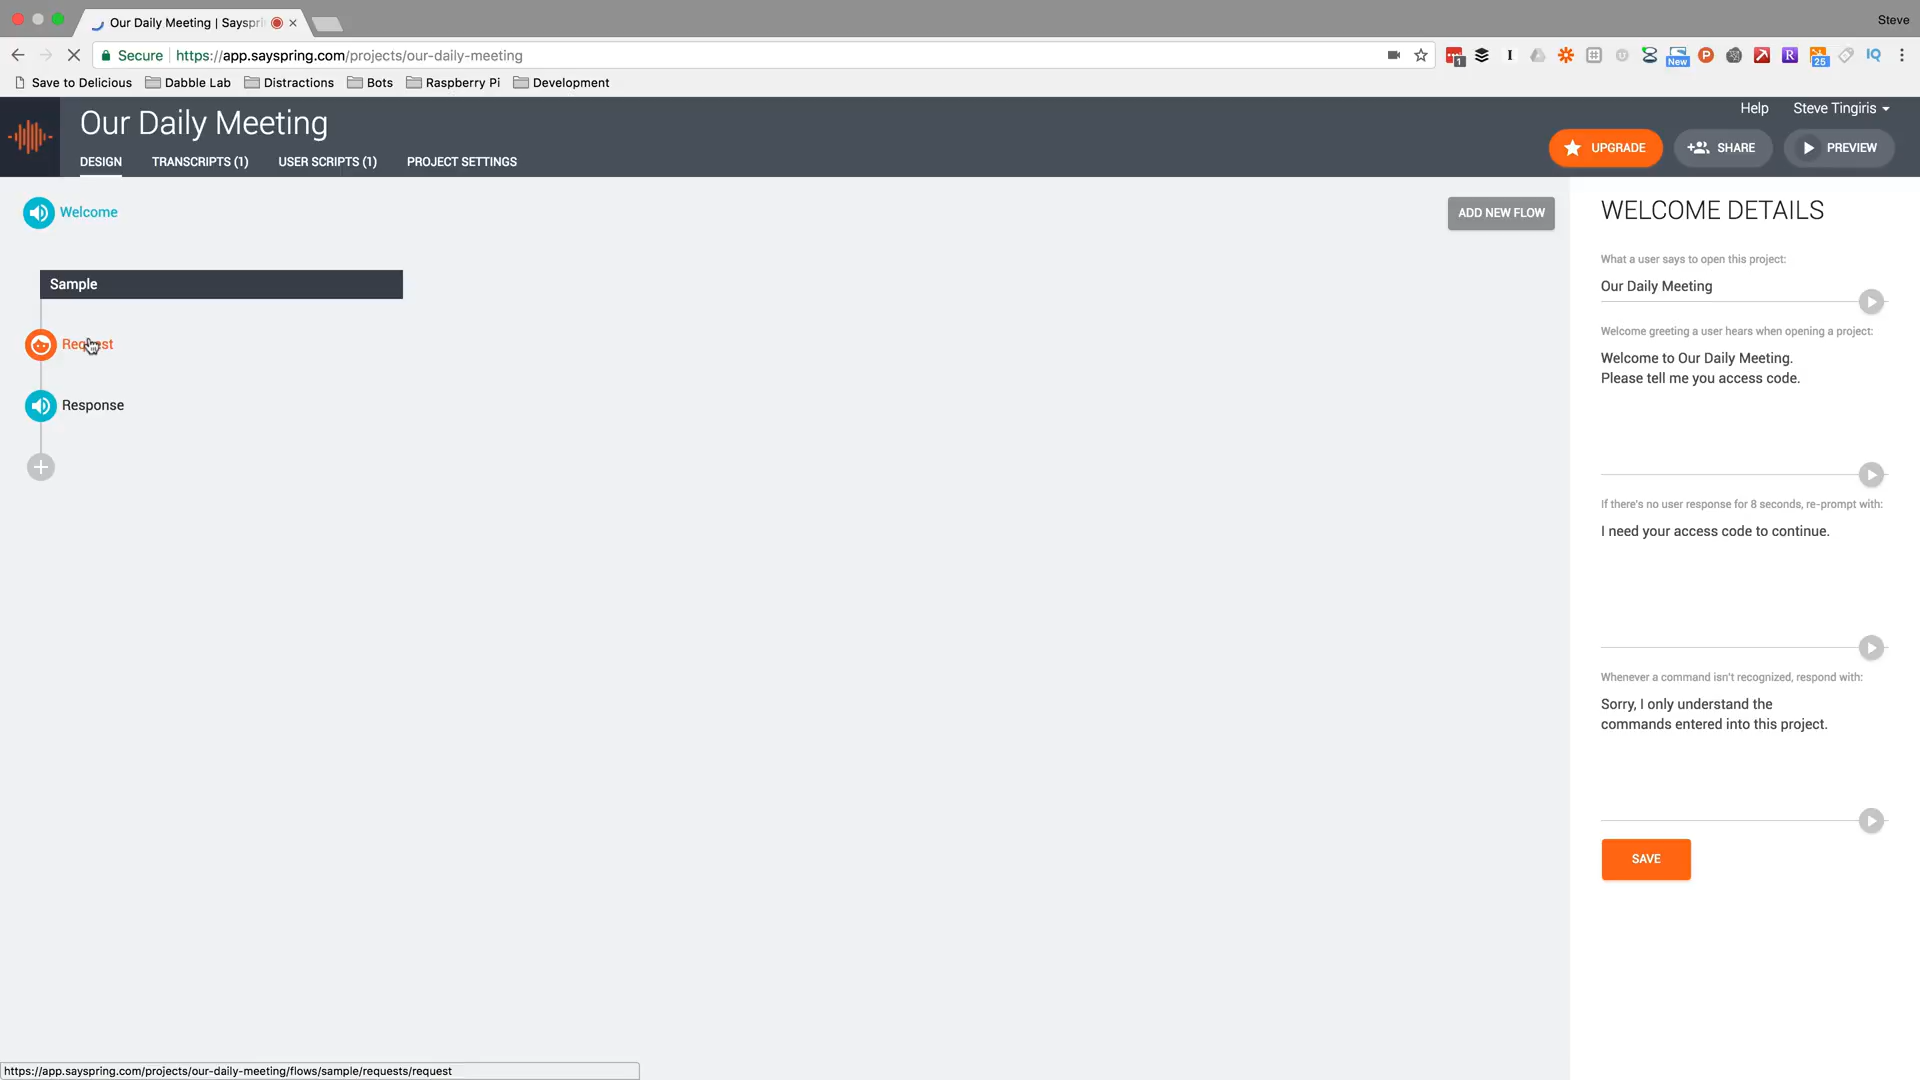 Our Daily Meeting | Sayspri
Steve
Secure
https://app.sayspring.com/projects/our-daily-meeting
1
New
25
Save to Delicious
Dabble Lab
Distractions
Bots
Raspberry Pi
Development
Our Daily Meeting
Help
Steve Tingiris
DESIGN
TRANSCRIPTS (1)
USER SCRIPTS (1)
PROJECT SETTINGS
UPGRADE
SHARE
PREVIEW
Welcome
ADD NEW FLOW
Sample
Request
Response
WELCOME DETAILS
What a user says to open this project:
Our Daily Meeting
Welcome greeting a user hears when opening a project:
Welcome to Our Daily Meeting.
Please tell me you access code.
If there's no user response for 8 seconds, re-prompt with:
I need your access code to continue.
Whenever a command isn't recognized, respond with:
Sorry, I only understand the
commands entered into this project.
SAVE
https://app.sayspring.com/projects/our-daily-meeting/flows/sample/requests/request